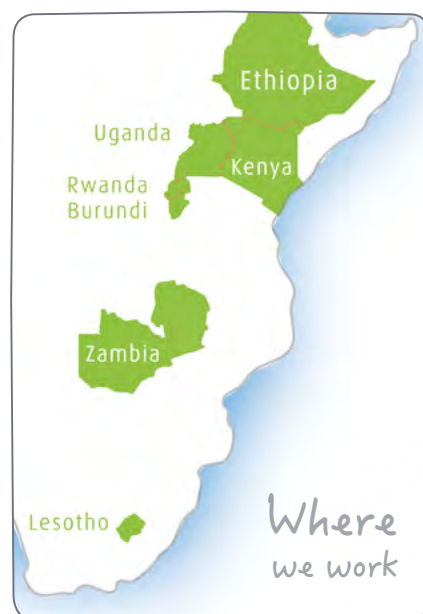 Ethiopia
Uganda
Kenya
Rwanda
Burundi
Zambia
Lesotho
Where
we work